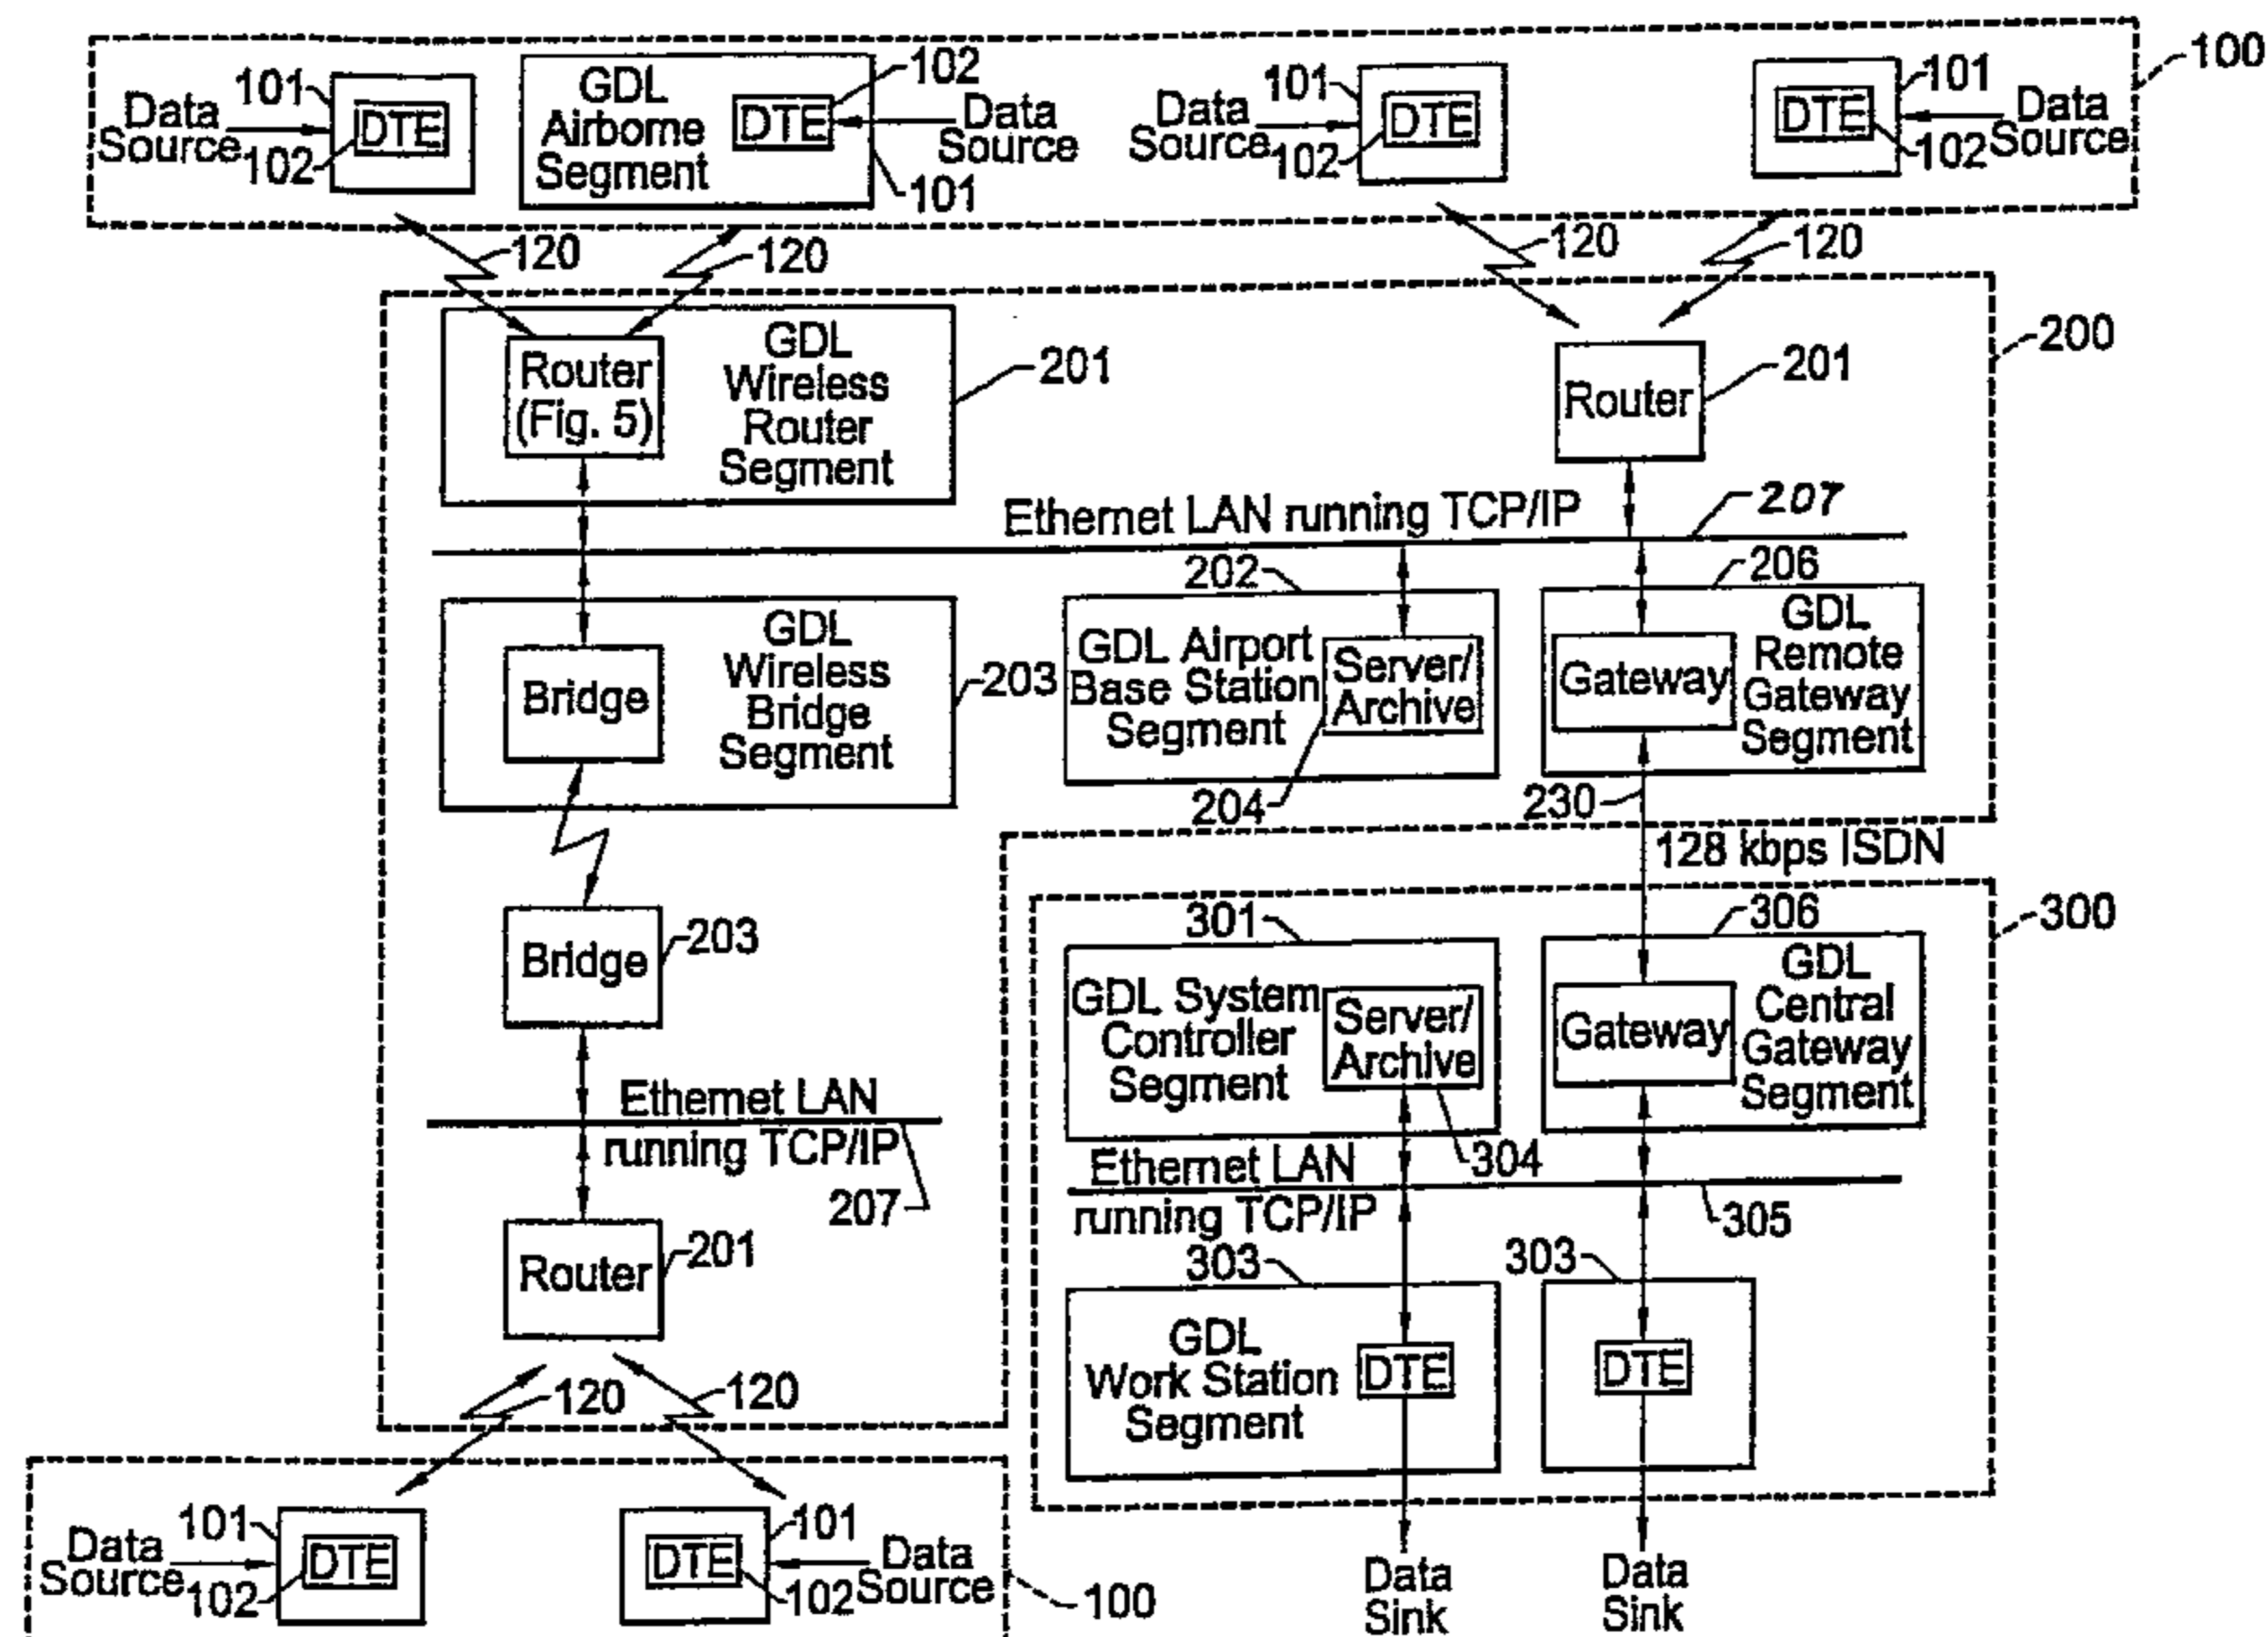 100
101
Data
Source
102
DTE
GDL
Airborne
Segment
102
DTE
Data
Source
101
Data
Source
101
102
DTE
DTE
101
102
Data
Source
120
120
120
120
200
Router
(Fig. 5)
GDL
Wireless
Router
Segment
201
Router
201
Ethernet LAN running TCP/IP
207
Bridge
GDL
Wireless
Bridge
Segment
203
202
GDL Airport
Base Station
Segment
Server/
Archive
204
206
Gateway
GDL
Remote
Gateway
Segment
230
128 kbps ISDN
Bridge
203
Ethernet LAN
running TCP/IP
207
Router
201
120
120
300
301
GDL System
Controller
Segment
Server/
Archive
304
306
Gateway
GDL
Central
Gateway
Segment
Ethernet LAN
running TCP/IP
305
303
GDL
Work Station
Segment
DTE
303
DTE
Data
Sink
Data
Sink
Data
Source
101
102
DTE
DTE
101
102
Data
Source
100